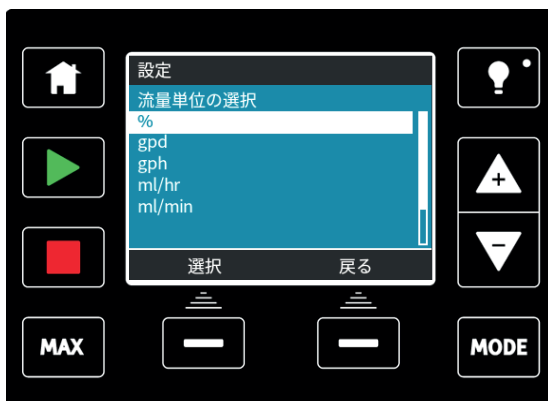 設定
流量単位の選択
%
gpd
gph
ml/hr
ml/min
選択 戻る
+
−
MAX
MODE